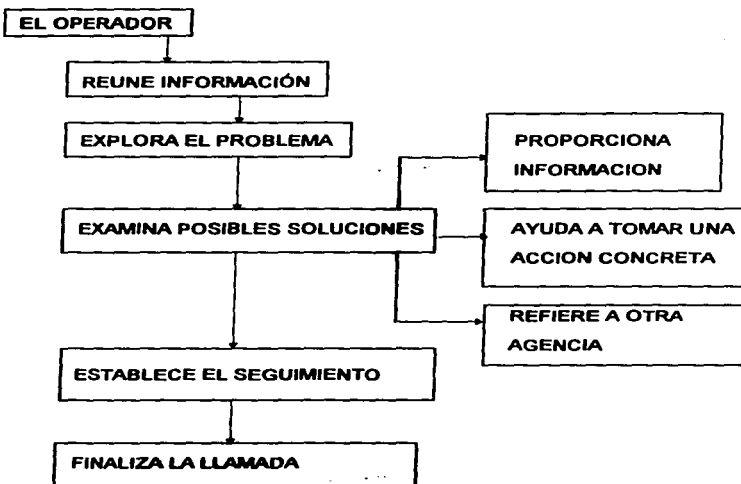 EL OPERADOR
REUNE INFORMACIÓN
EXPLORA EL PROBLEMA
EXAMINA POSIBLES SOLUCIONES
PROPORCIONA
INFORMACION
AYUDA A TOMAR UNA
ACCION CONCRETA
REFIERE A OTRA
AGENCIA
ESTABLECE EL SEGUIMIENTO
FINALIZA LA LLAMADA